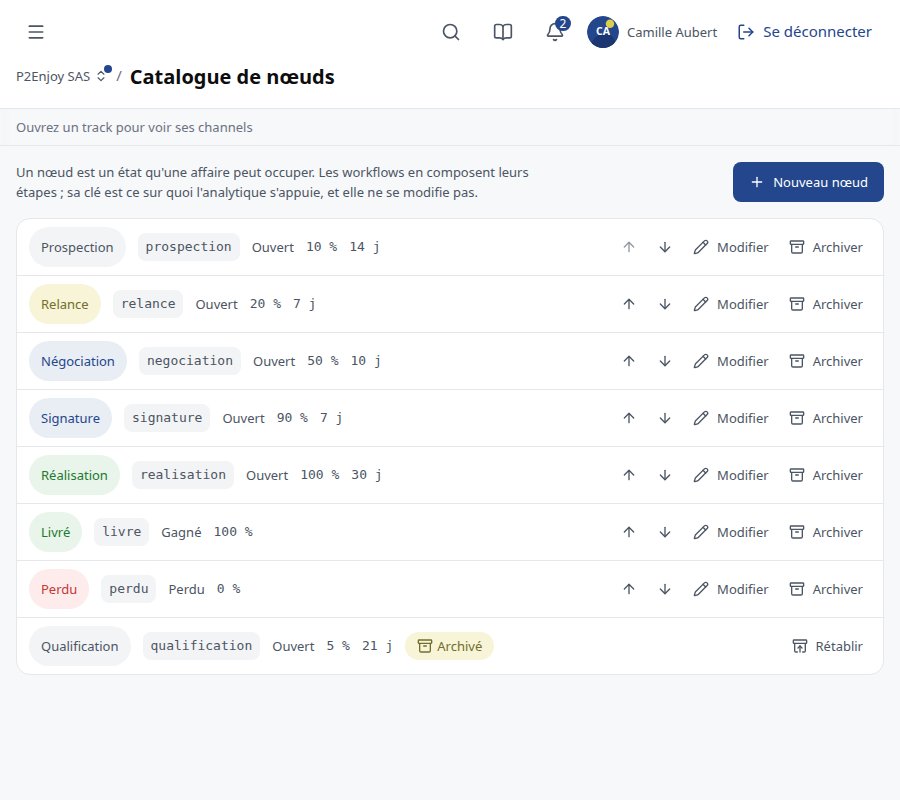 2
CA Camille Aubert Se déconnecter
P2Enjoy SAS / Catalogue de nœuds
Ouvrez un track pour voir ses channels
Un nœud est un état qu'une affaire peut occuper. Les workflows en composent leurs
étapes ; sa clé est ce sur quoi l'analytique s'appuie, et elle ne se modifie pas.
Nouveau nœud
Prospection prospection Ouvert 10 % 14 j Modifier Archiver
Relance relance Ouvert 20 % 7 j Modifier Archiver
Négociation negociation Ouvert 50 % 10 j Modifier Archiver
Signature signature Ouvert 90 % 7 j Modifier Archiver
Réalisation realisation Ouvert 100 % 30 j Modifier Archiver
Livré livre Gagné 100 % Modifier Archiver
Perdu perdu Perdu 0 % Modifier Archiver
Qualification qualification Ouvert 5 % 21 j Archivé Rétablir